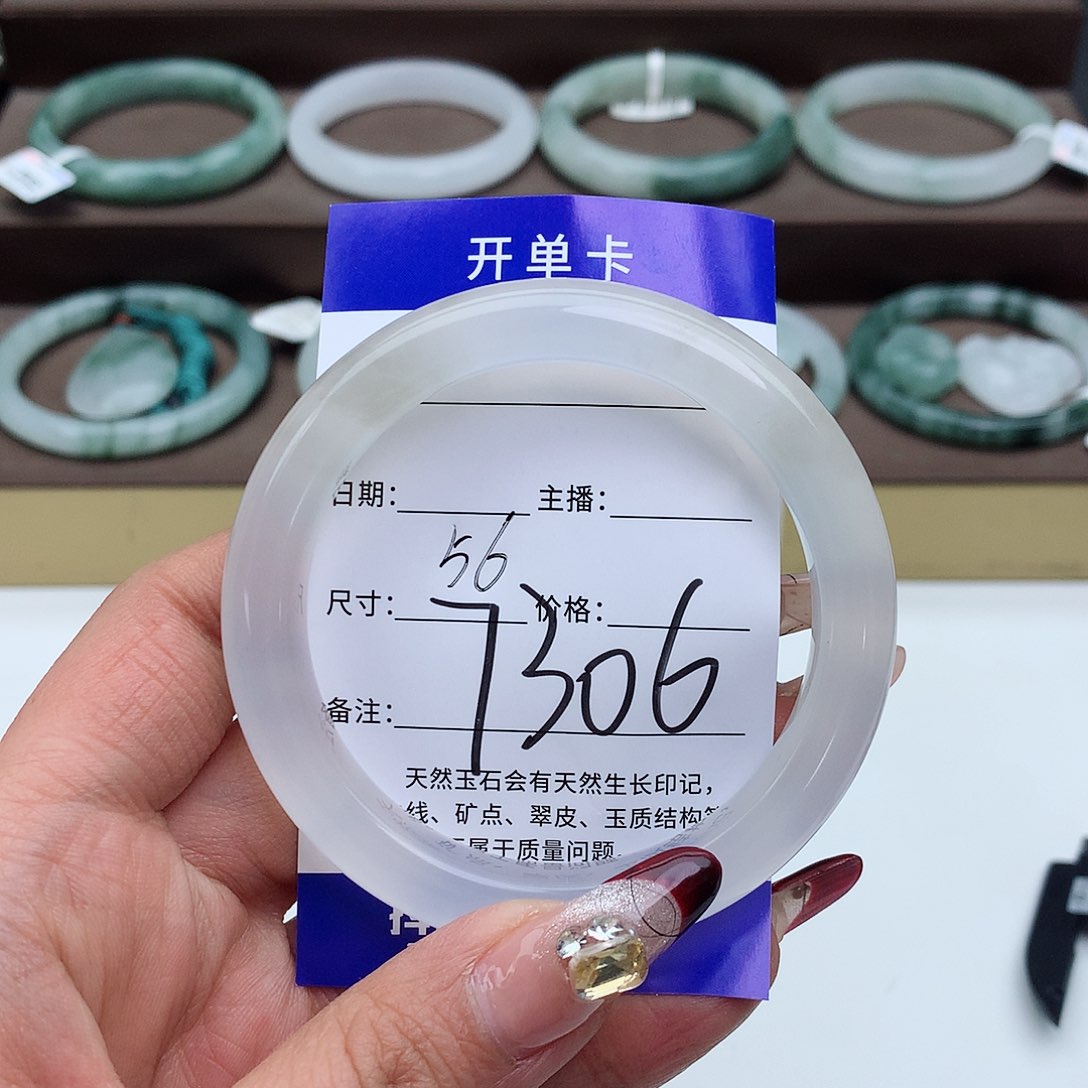 开单卡
日期： 主播：
56
尺寸： 价格：
7306
备注：
天然玉石会有天然生长印记，
线、矿点、翠皮、玉质结构等
属于质量问题